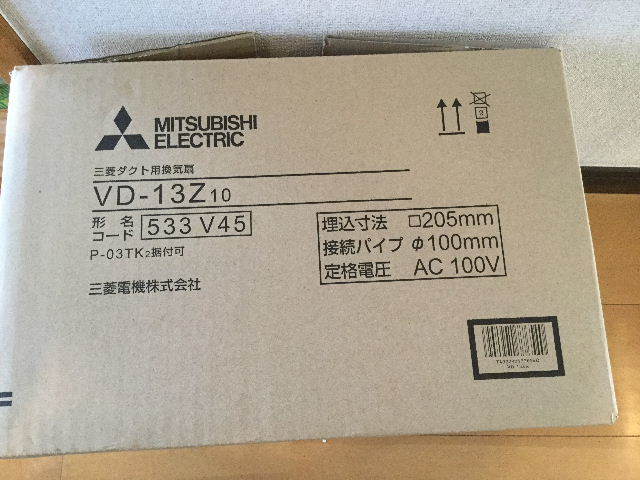 MITSUBISHI
ELECTRIC
2
三菱ダクト用換気扇
VD-13Z10
形名
コード 533 V45
P-03TK2据付可
三菱電機株式会社
埋込寸法 □205mm
接続パイプ φ100mm
定格電圧 AC 100V